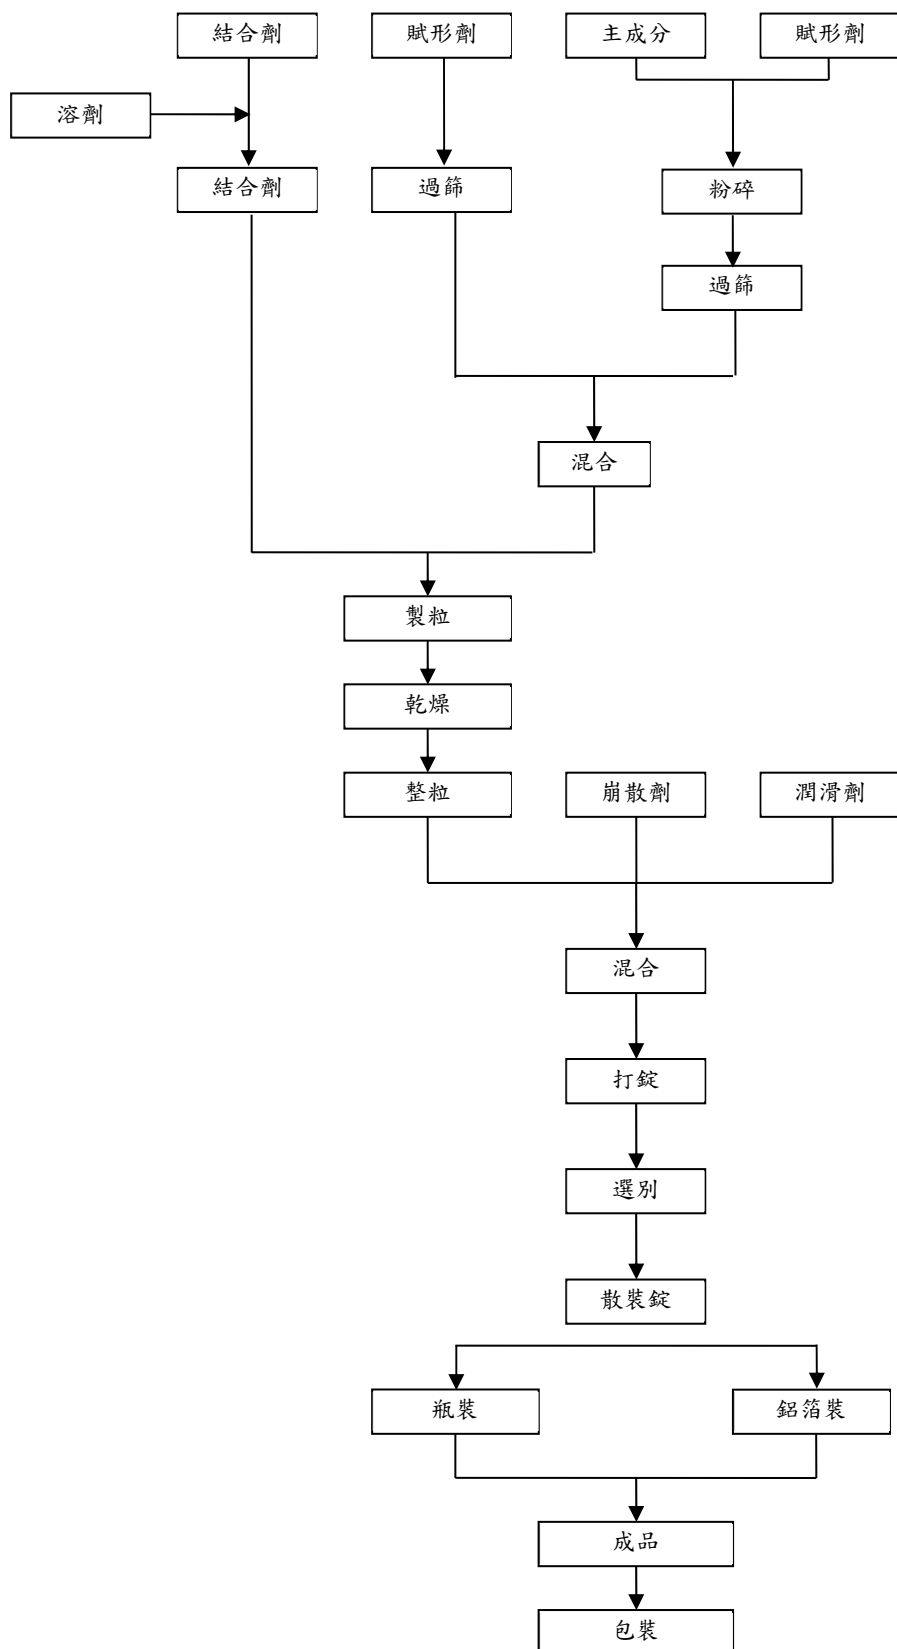 結合劑
賦形劑
主成分
賦形劑
溶劑
結合劑
過篩
粉碎
過篩
混合
製粒
乾燥
整粒
崩散劑
潤滑劑
混合
打錠
選別
散裝錠
瓶裝
鋁箔裝
成品
包裝